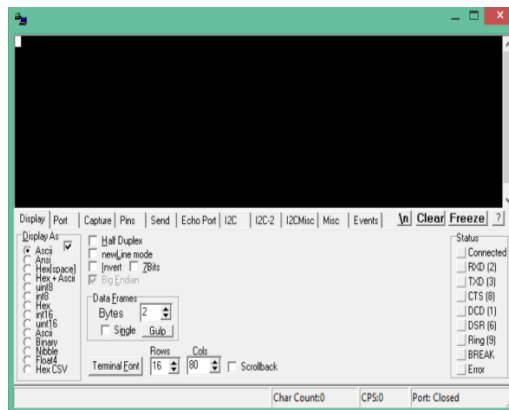 Display Port Capture Pins Send Echo Port I2C I2C-2 I2CMisc Misc Events \n Clear Freeze ?
Display As
Ascii
Ansi
Hex[space]
Hex + Ascii
uint8
int8
Hex
int16
uint16
Ascii
Binary
Nibble
Float4
Hex CSV
Half Duplex
newLine mode
Invert 7Bits
Big Endian
Data Frames
Bytes 2
Single Gulp
Rows Cols
Terminal Font 16 80 Scrollback
Status
Connected
RXD (2)
TXD (3)
CTS (8)
DCD (1)
DSR (6)
Ring (9)
BREAK
Error
Char Count:0 CPS:0 Port: Closed